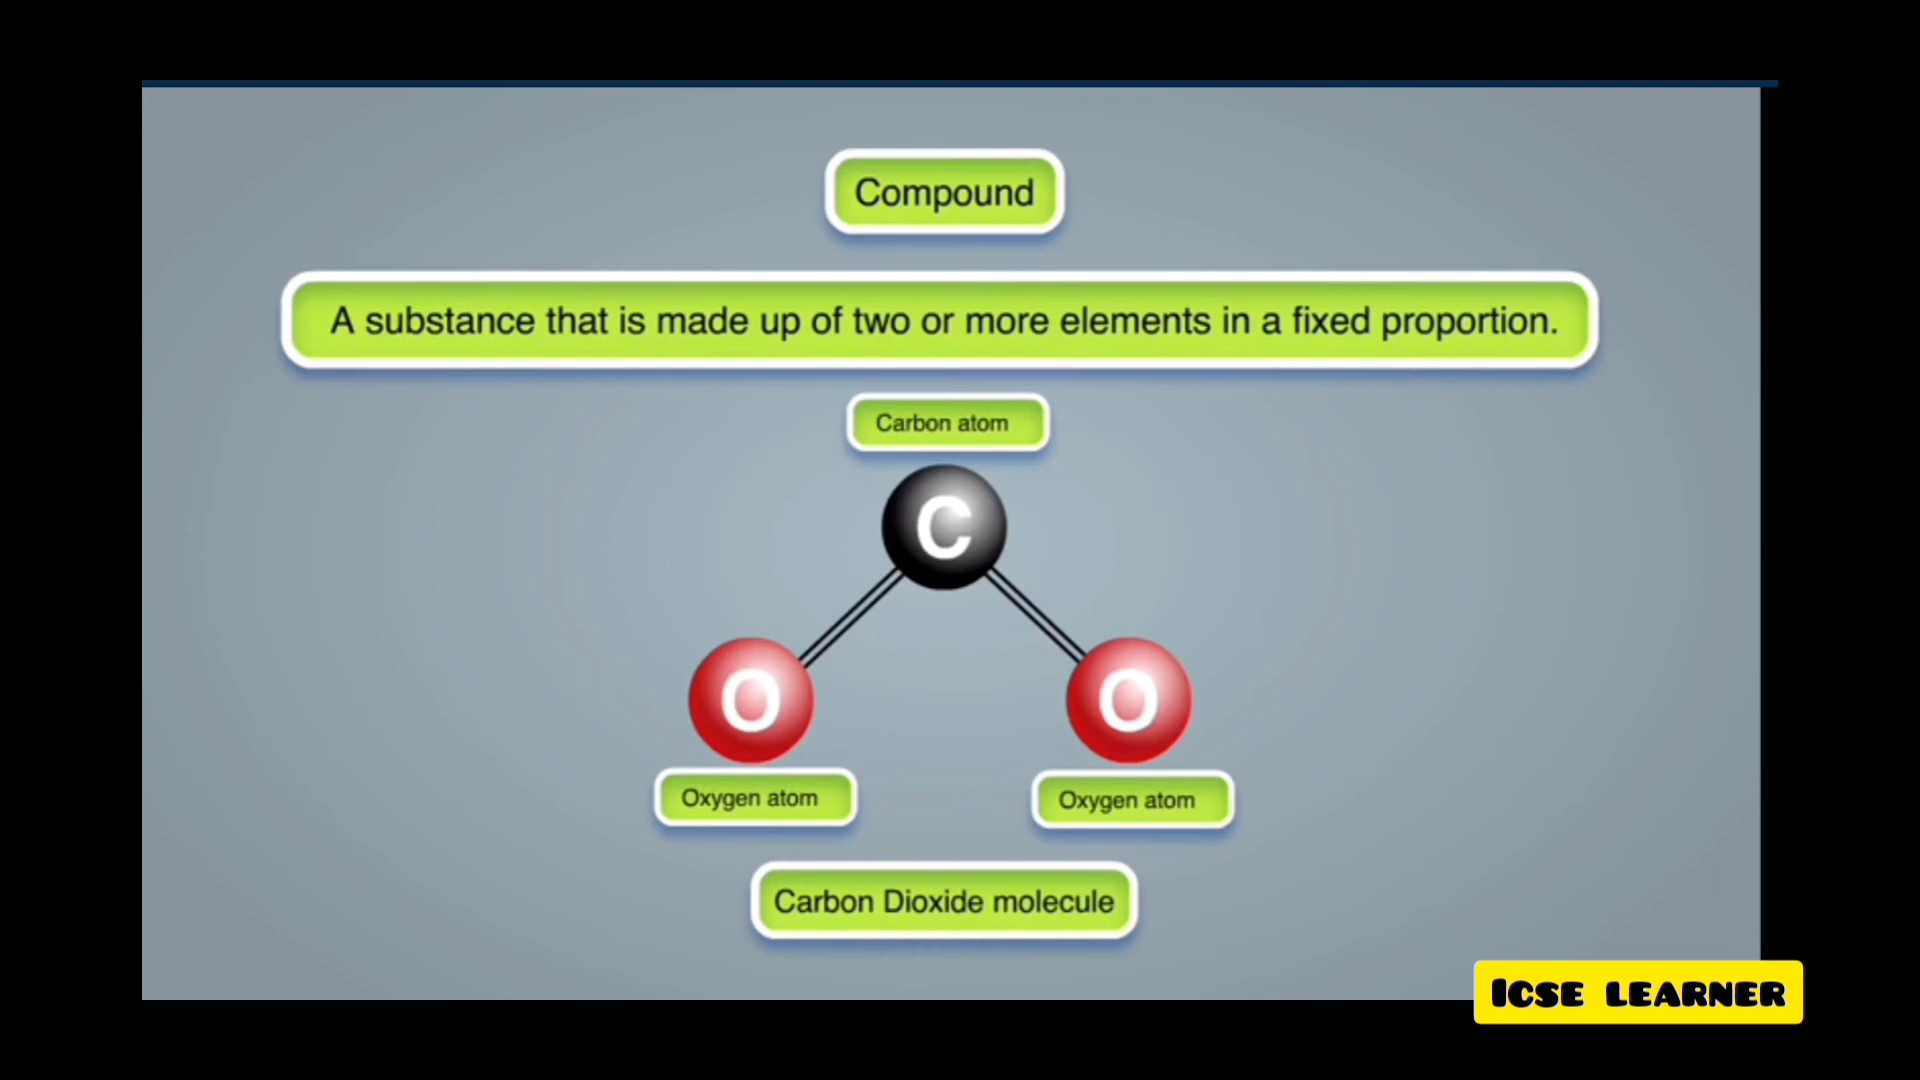 Compound
A substance that is made up of two or more elements in a fixed proportion.
Carbon atom
C
O
O
Oxygen atom
Oxygen atom
Carbon Dioxide molecule
ICSE LEARNER